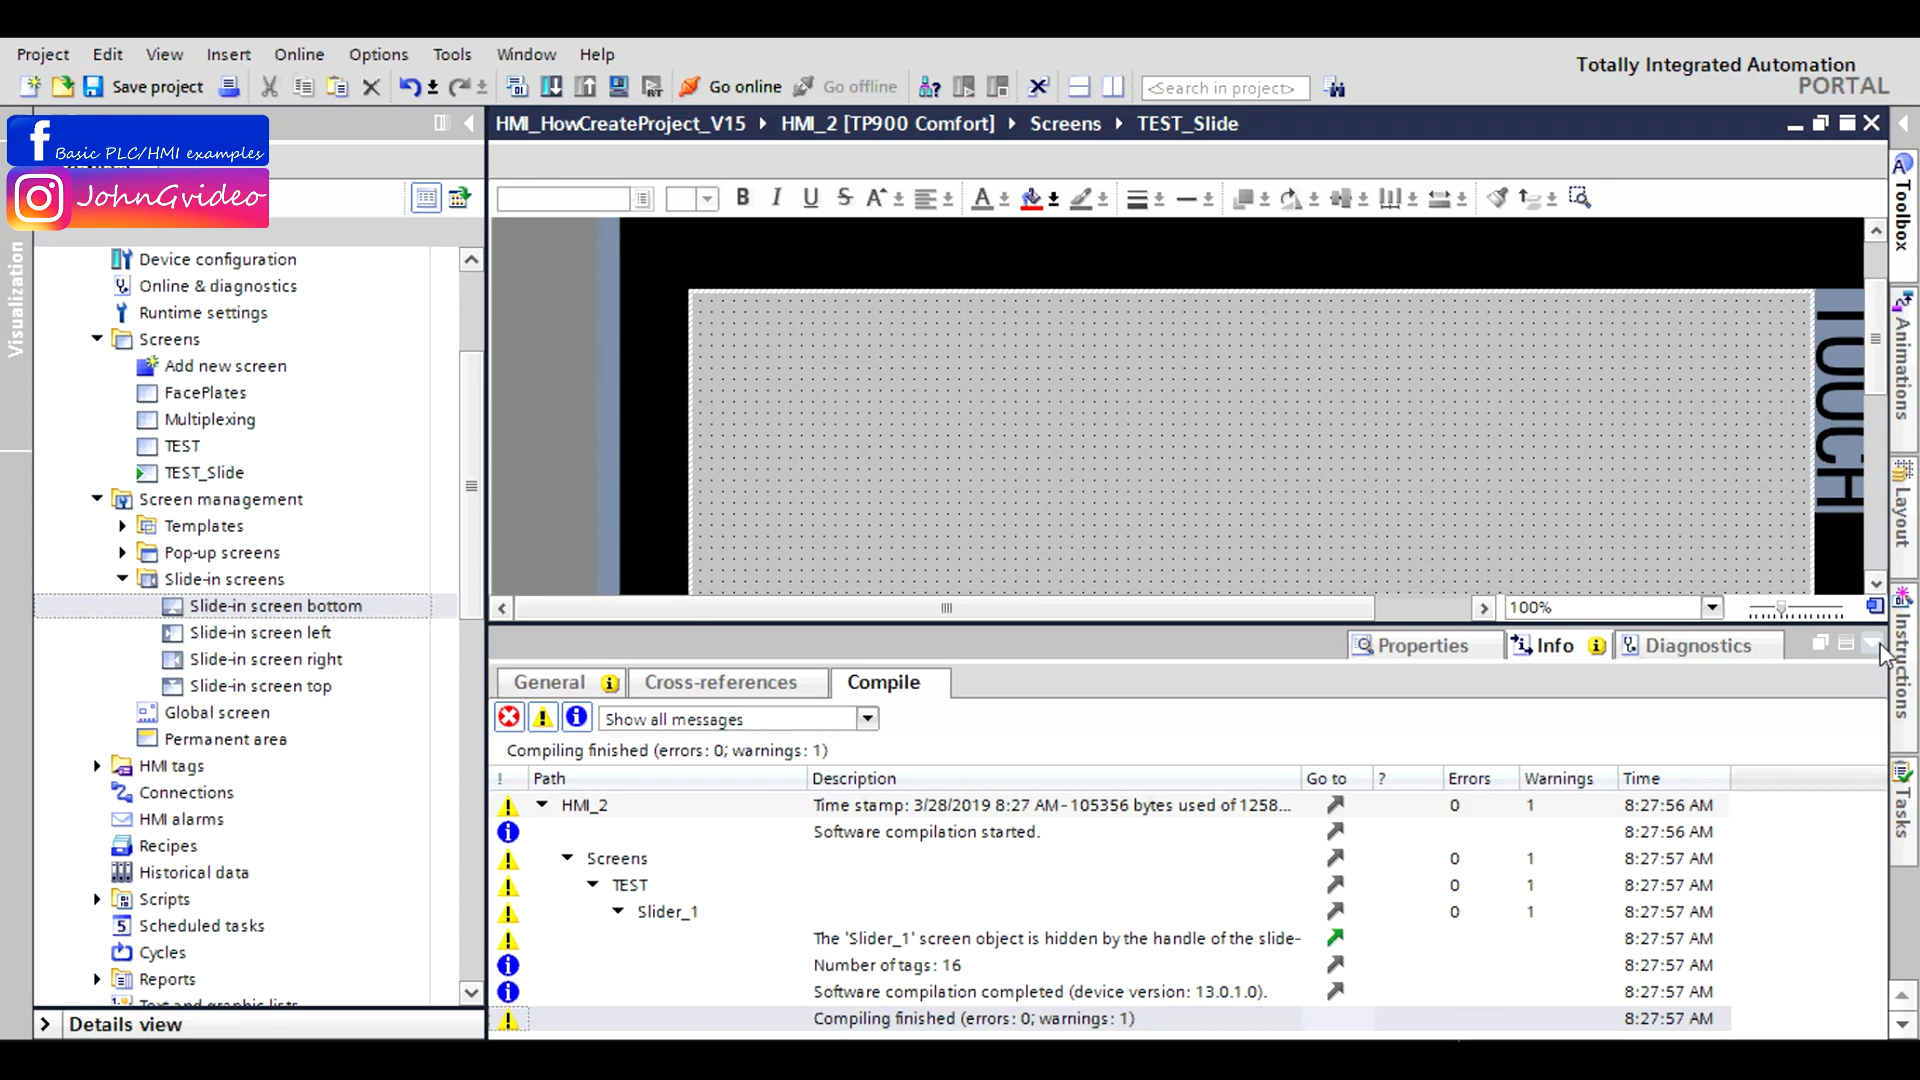 Project Edit View Insert Online Options Tools Window Help
Totally Integrated Automation
PORTAL
Save project
Go online
Go offline
<Search in project>
HMI_HowCreateProject_V15 HMI_2 [TP900 Comfort] Screens TEST_Slide
Basic PLC/HMI examples
JohnGvideo
Visualization
Device configuration
Online & diagnostics
Runtime settings
Screens
Add new screen
FacePlates
Multiplexing
TEST
TEST_Slide
Screen management
Templates
Pop-up screens
Slide-in screens
Slide-in screen bottom
Slide-in screen left
Slide-in screen right
Slide-in screen top
Global screen
Permanent area
HMI tags
Connections
HMI alarms
Recipes
Historical data
Scripts
Scheduled tasks
Cycles
Reports
Text and graphic lists
Details view
B I U S A
TOUCH
100%
Toolbox
Animations
Layout
Instructions
Tasks
Properties Info Diagnostics
General Cross-references Compile
Show all messages
Compiling finished (errors: 0; warnings: 1)
! Path Description Go to ? Errors Warnings Time
HMI_2 Time stamp: 3/28/2019 8:27 AM - 105356 bytes used of 1258... 0 1 8:27:56 AM
Software compilation started. 8:27:56 AM
Screens 0 1 8:27:57 AM
TEST 0 1 8:27:57 AM
Slider_1 0 1 8:27:57 AM
The 'Slider_1' screen object is hidden by the handle of the slide- 8:27:57 AM
Number of tags: 16 8:27:57 AM
Software compilation completed (device version: 13.0.1.0). 8:27:57 AM
Compiling finished (errors: 0; warnings: 1) 8:27:57 AM